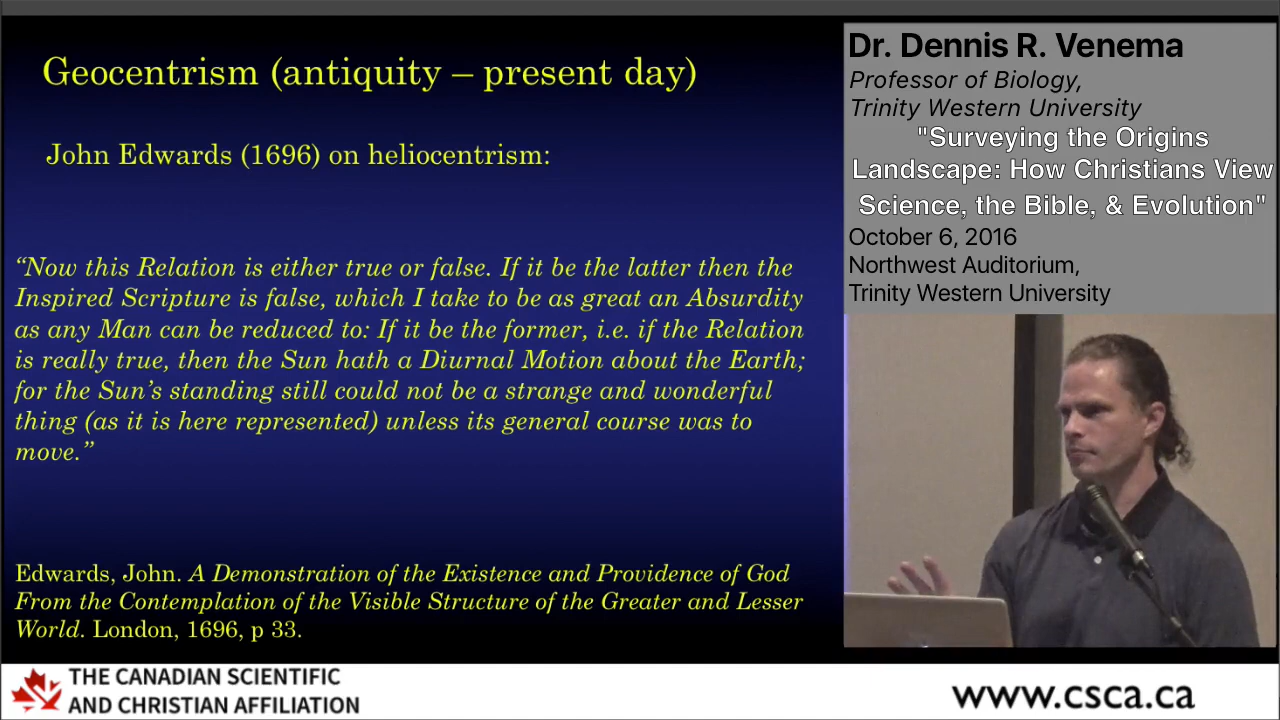 Geocentrism (antiquity – present day)
John Edwards (1696) on heliocentrism:
“Now this Relation is either true or false. If it be the latter then the
Inspired Scripture is false, which I take to be as great an Absurdity
as any Man can be reduced to: If it be the former, i.e. if the Relation
is really true, then the Sun hath a Diurnal Motion about the Earth;
for the Sun’s standing still could not be a strange and wonderful
thing (as it is here represented) unless its general course was to
move.”
Edwards, John. A Demonstration of the Existence and Providence of God
From the Contemplation of the Visible Structure of the Greater and Lesser
World. London, 1696, p 33.
Dr. Dennis R. Venema
Professor of Biology,
Trinity Western University
"Surveying the Origins
Landscape: How Christians View
Science, the Bible, & Evolution"
October 6, 2016
Northwest Auditorium,
Trinity Western University
THE CANADIAN SCIENTIFIC
AND CHRISTIAN AFFILIATION
www.csca.ca